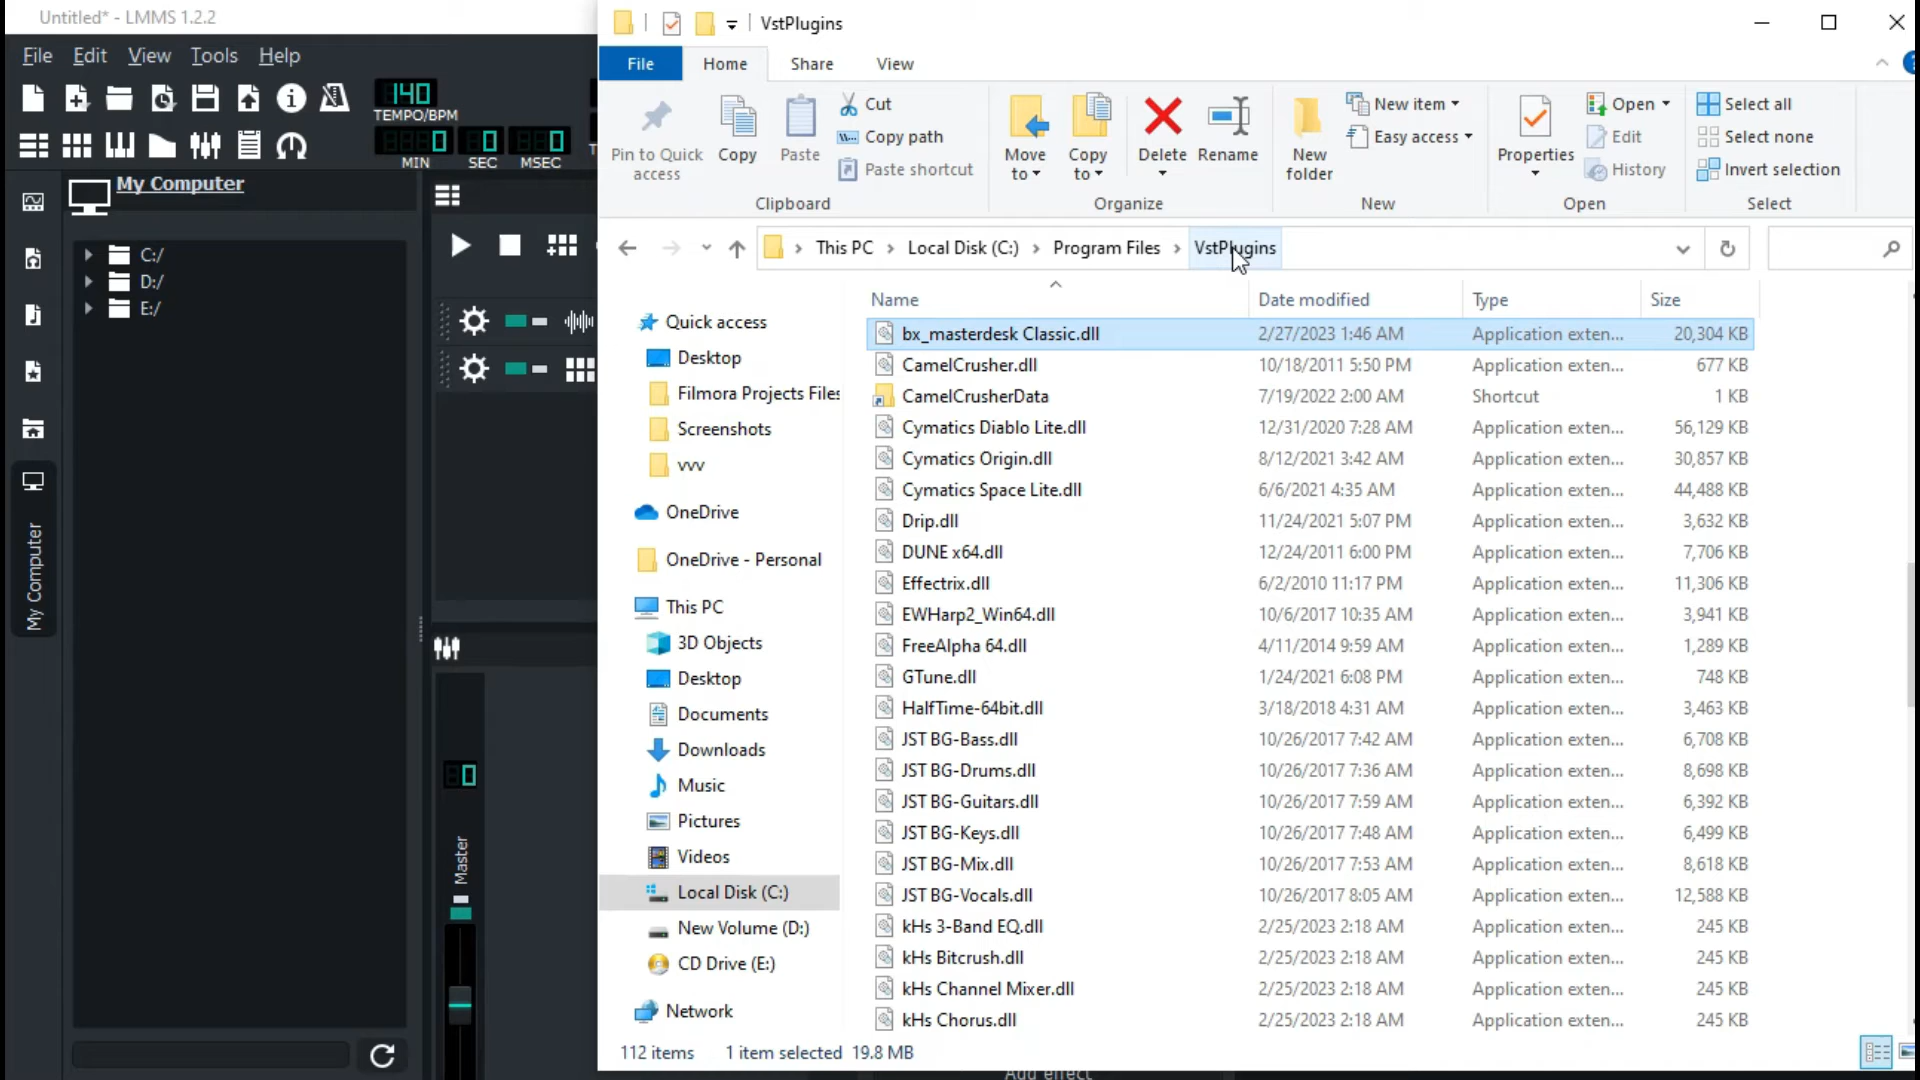 Untitled* - LMMS 1.2.2
File Edit View Tools Help
140
TEMPO/BPM
0 0 0
MIN SEC MSEC
My Computer
C:/
D:/
E:/
My Computer
0
Master
VstPlugins
File Home Share View
Pin to Quick access
Copy
Paste
Cut
Copy path
Paste shortcut
Clipboard
Move to
Copy to
Delete
Rename
Organize
New folder
New item
Easy access
New
Properties
Open
Edit
History
Open
Select all
Select none
Invert selection
Select
This PC > Local Disk (C:) > Program Files > VstPlugins
Quick access
Desktop
Filmora Projects Files
Screenshots
vvv
OneDrive
OneDrive - Personal
This PC
3D Objects
Desktop
Documents
Downloads
Music
Pictures
Videos
Local Disk (C:)
New Volume (D:)
CD Drive (E:)
Network
Name Date modified Type Size
bx_masterdesk Classic.dll 2/27/2023 1:46 AM Application exten... 20,304 KB
CamelCrusher.dll 10/18/2011 5:50 PM Application exten... 677 KB
CamelCrusherData 7/19/2022 2:00 AM Shortcut 1 KB
Cymatics Diablo Lite.dll 12/31/2020 7:28 AM Application exten... 56,129 KB
Cymatics Origin.dll 8/12/2021 3:42 AM Application exten... 30,857 KB
Cymatics Space Lite.dll 6/6/2021 4:35 AM Application exten... 44,488 KB
Drip.dll 11/24/2021 5:07 PM Application exten... 3,632 KB
DUNE x64.dll 12/24/2011 6:00 PM Application exten... 7,706 KB
Effectrix.dll 6/2/2010 11:17 PM Application exten... 11,306 KB
EWHarp2_Win64.dll 10/6/2017 10:35 AM Application exten... 3,941 KB
FreeAlpha 64.dll 4/11/2014 9:59 AM Application exten... 1,289 KB
GTune.dll 1/24/2021 6:08 PM Application exten... 748 KB
HalfTime-64bit.dll 3/18/2018 4:31 AM Application exten... 3,463 KB
JST BG-Bass.dll 10/26/2017 7:42 AM Application exten... 6,708 KB
JST BG-Drums.dll 10/26/2017 7:36 AM Application exten... 8,698 KB
JST BG-Guitars.dll 10/26/2017 7:59 AM Application exten... 6,392 KB
JST BG-Keys.dll 10/26/2017 7:48 AM Application exten... 6,499 KB
JST BG-Mix.dll 10/26/2017 7:53 AM Application exten... 8,618 KB
JST BG-Vocals.dll 10/26/2017 8:05 AM Application exten... 12,588 KB
kHs 3-Band EQ.dll 2/25/2023 2:18 AM Application exten... 245 KB
kHs Bitcrush.dll 2/25/2023 2:18 AM Application exten... 245 KB
kHs Channel Mixer.dll 2/25/2023 2:18 AM Application exten... 245 KB
kHs Chorus.dll 2/25/2023 2:18 AM Application exten... 245 KB
112 items 1 item selected 19.8 MB
Add effect